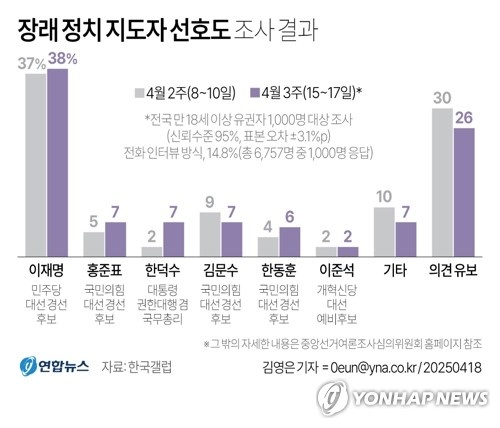 장래 정치 지도자 선호도 조사 결과
37% 38%
4월 2주(8~10일) 4월 3주(15~17일)*
*전국 만 18세 이상 유권자 1,000명 대상 조사
(신뢰수준 95%, 표본 오차 ±3.1%p)
전화 인터뷰 방식, 14.8%(총 6,757명 중 1,000명 응답)
5 7 2 7 9 7 4 6 2 2 10 7 30 26
이재명 홍준표 한덕수 김문수 한동훈 이준석 기타 의견 유보
민주당 국민의힘 대통령 국민의힘 국민의힘 개혁신당
대선 경선 대선 경선 권한대행 겸 대선 경선 대선 경선 대선
후보 후보 국무총리 후보 후보 예비후보
※그 밖의 자세한 내용은 중앙선거여론조사심의위원회 홈페이지 참조
연합뉴스 자료: 한국갤럽 김영은 기자 = 0eun@yna.co.kr/20250418
YONHAP NEWS